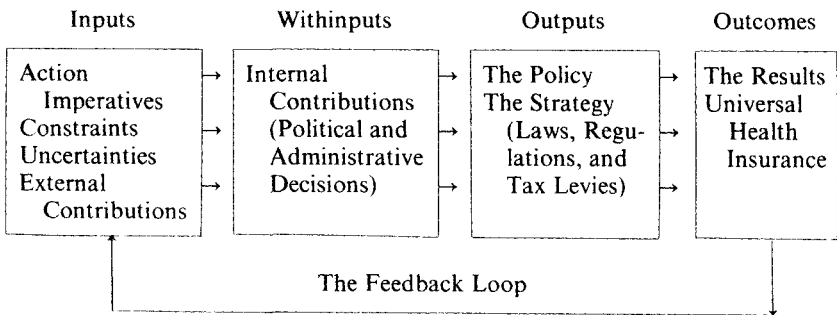 Inputs
Withinputs
Outputs
Outcomes
Action
Imperatives
Constraints
Uncertainties
External
Contributions
Internal
Contributions
(Political and
Administrative
Decisions)
The Policy
The Strategy
(Laws, Regu-
lations, and
Tax Levies)
The Results
Universal
Health
Insurance
The Feedback Loop